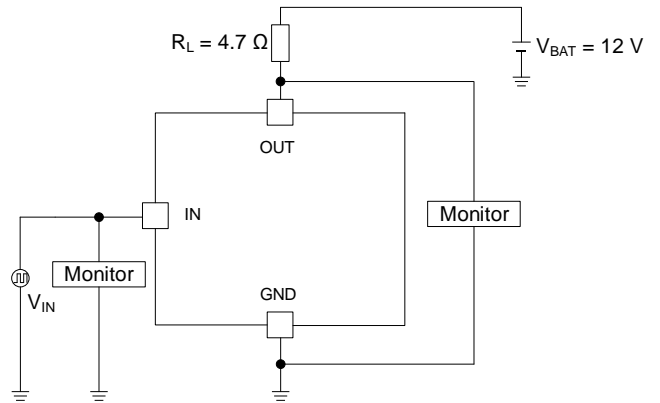 R_L = 4.7 Ω
V_BAT = 12 V
OUT
IN
Monitor
Monitor
V_IN
GND